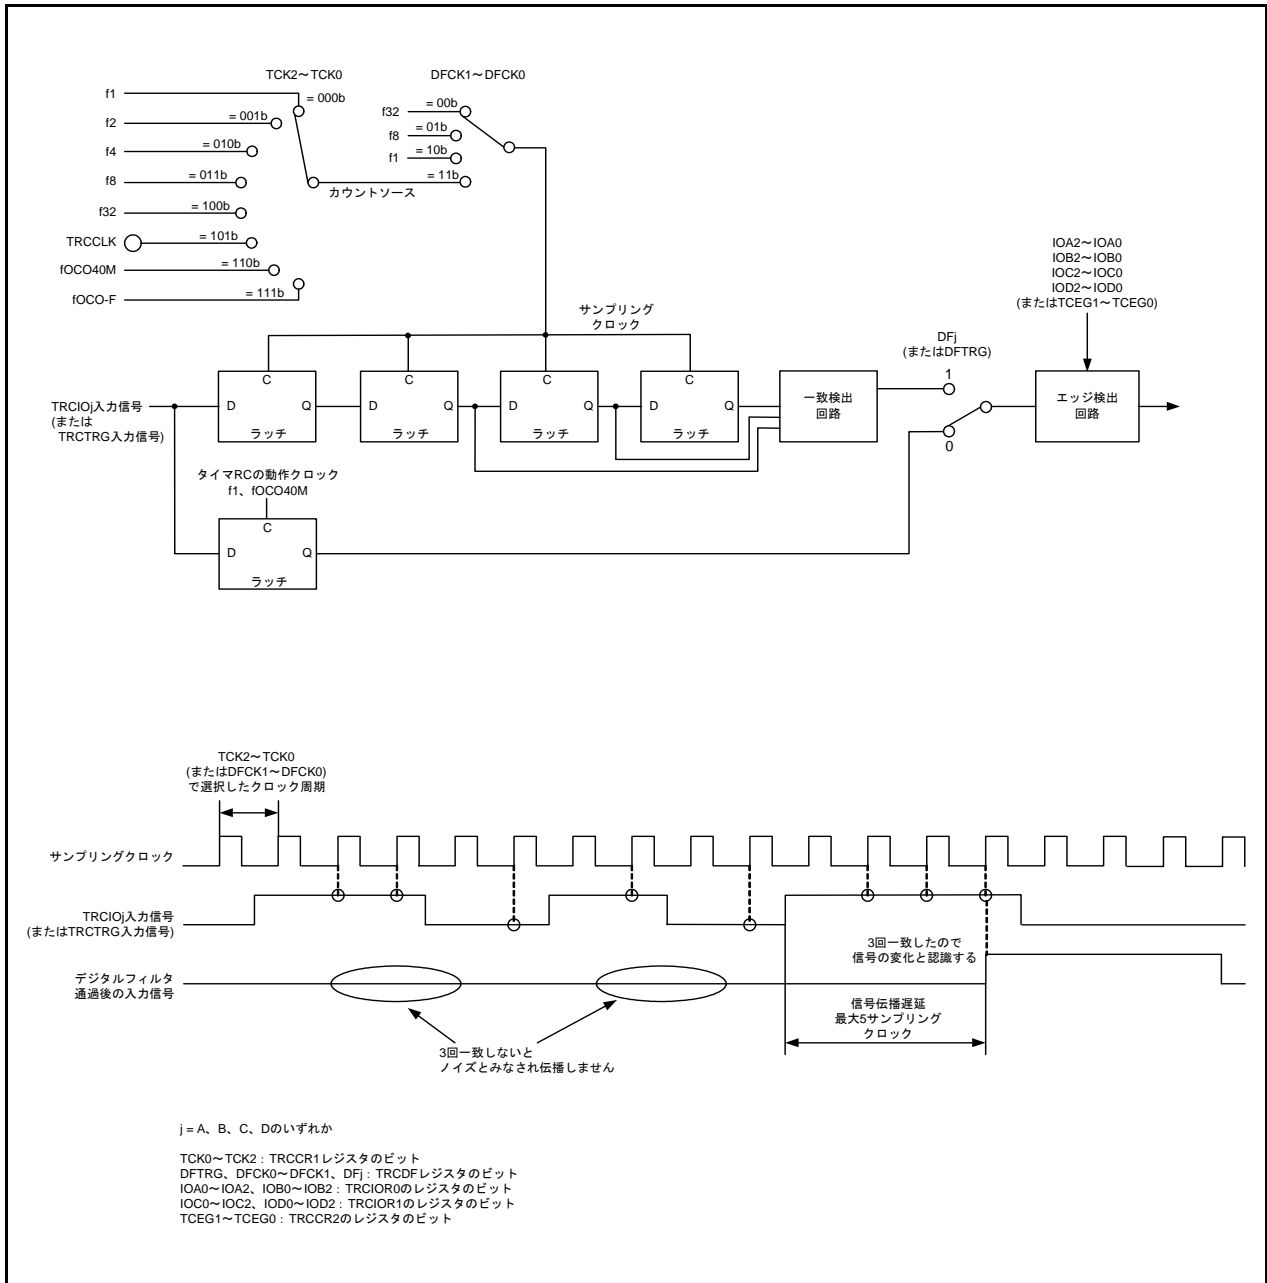 TCK2～TCK0
DFCK1～DFCK0
f1
= 000b
f2
= 001b
f4
= 010b
f8
= 011b
f32
= 100b
TRCCLK
= 101b
fOCO40M
= 110b
fOCO-F
= 111b
カウントソース
f32
= 00b
f8
= 01b
f1
= 10b
= 11b
サンプリング
クロック
IOA2～IOA0
IOB2～IOB0
IOC2～IOC0
IOD2～IOD0
(またはTCEG1～TCEG0)
DFj
(またはDFTRG)
1
0
TRCIOj入力信号
(または
TRCTRG入力信号)
C
D
Q
ラッチ
C
D
Q
ラッチ
C
D
Q
ラッチ
C
D
Q
ラッチ
一致検出
回路
エッジ検出
回路
タイマRCの動作クロック
f1、fOCO40M
C
D
Q
ラッチ
TCK2～TCK0
(またはDFCK1～DFCK0)
で選択したクロック周期
サンプリングクロック
TRCIOj入力信号
(またはTRCTRG入力信号)
3回一致したので
信号の変化と認識する
デジタルフィルタ
通過後の入力信号
信号伝播遅延
最大5サンプリング
クロック
3回一致しないと
ノイズとみなされ伝播しません
j = A、B、C、Dのいずれか
TCK0～TCK2 : TRCCR1レジスタのビット
DFTRG、DFCK0～DFCK1、DFj : TRCDFレジスタのビット
IOA0～IOA2、IOB0～IOB2 : TRCIOR0のレジスタのビット
IOC0～IOC2、IOD0～IOD2 : TRCIOR1のレジスタのビット
TCEG1～TCEG0 : TRCCR2のレジスタのビット